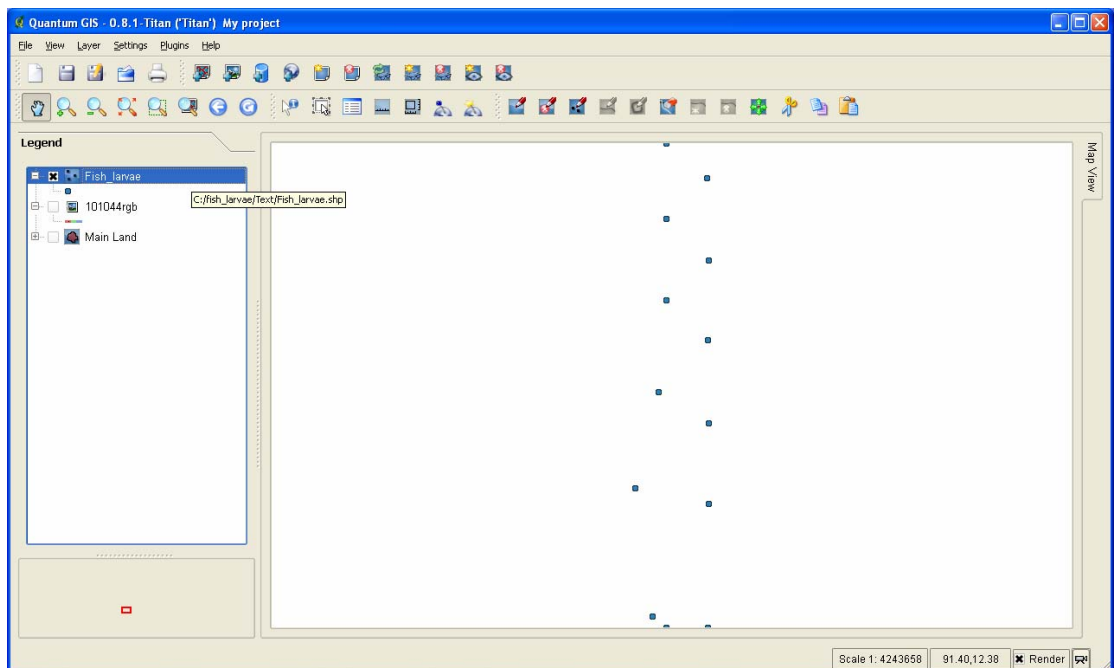 Quantum GIS - 0.8.1-Titan ('Titan') My project
File View Layer Settings Plugins Help
Legend
Fish_larvae
C:/fish_larvae/Text/Fish_larvae.shp
101044rgb
Main Land
Map View
Scale 1: 4243658
91.40,12.38
Render